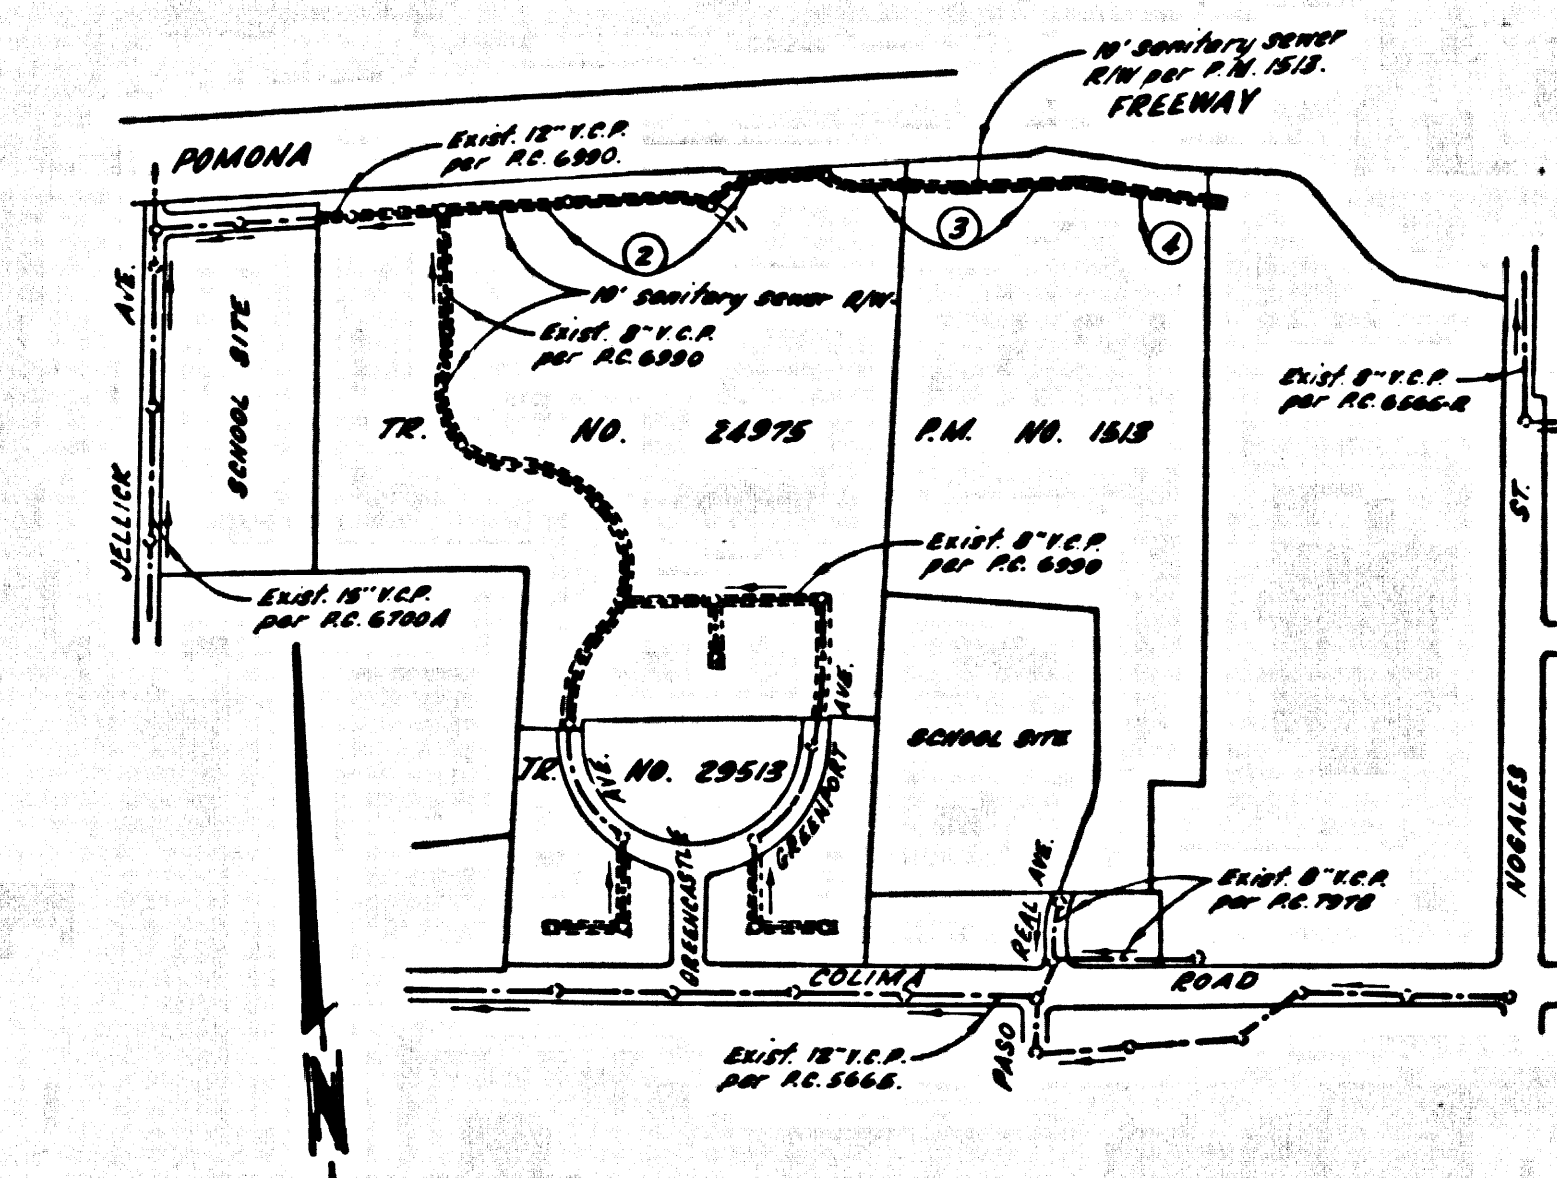 10' sanitary sewer
R/W per P.M. 1513.
FREEWAY
POMONA
Exist. 12" V.C.P.
per P.C. 6990.
2
3
4
10' sanitary sewer R/W
Exist. 8" V.C.P.
per P.C. 6990
AVE.
JELLICK
SCHOOL SITE
TR. NO. 24975
P.M. NO. 1513
Exist. 8" V.C.P.
per P.C. 6566-R
ST.
NOGALES
Exist. 8" V.C.P.
per P.C. 6990
Exist. 15" V.C.P.
per P.C. 6700A
AVE.
GREENPORT
SCHOOL SITE
TR. NO. 29513
AVE.
GREENCASTLE
REAL AVE.
Exist. 8" V.C.P.
per P.C. 7978
COLIMA ROAD
PASO
Exist. 12" V.C.P.
per P.C. 5665.
N